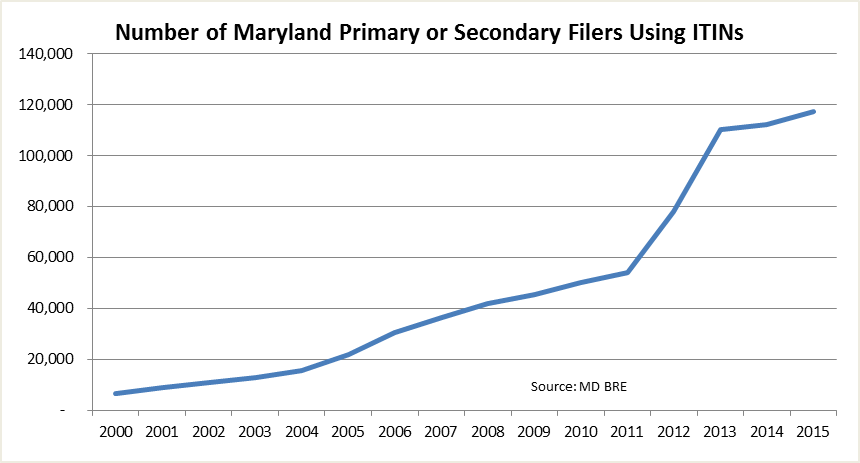 Number of Maryland Primary or Secondary Filers Using ITINs
140,000
120,000
100,000
80,000
60,000
40,000
20,000
-
Source: MD BRE
2000 2001 2002 2003 2004 2005 2006 2007 2008 2009 2010 2011 2012 2013 2014 2015